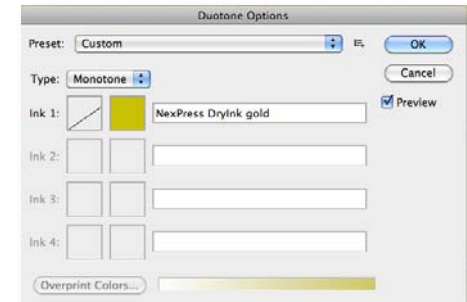 Duotone Options
Preset: Custom
OK
Type: Monotone
Cancel
Preview
Ink 1: NexPress DryInk gold
Ink 2:
Ink 3:
Ink 4:
Overprint Colors...